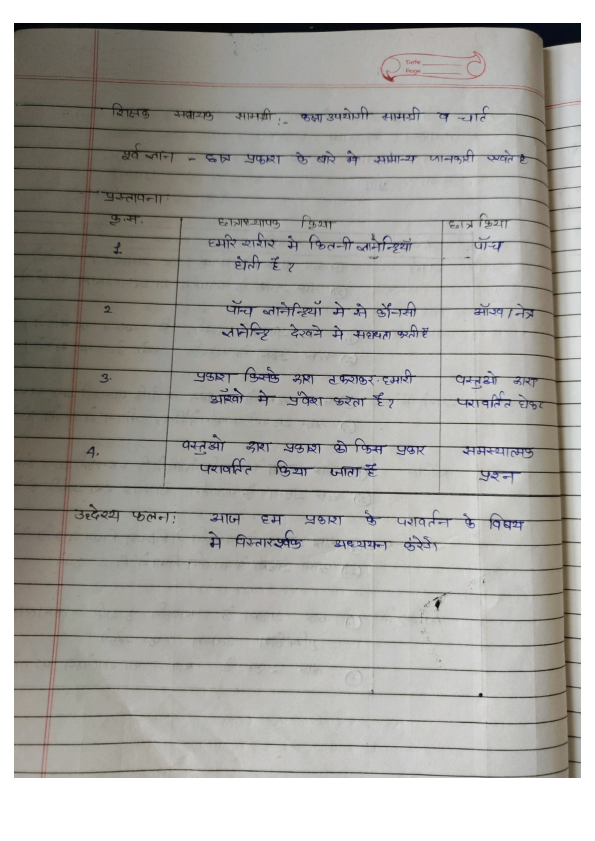 Date
Page
शिक्षक सहायक सामग्री :- कक्षा उपयोगी सामग्री व चार्ट
पूर्व ज्ञान - छात्र प्रकाश के बारे मे सामान्य जानकारी रखते है
प्रस्तावना:
क्र.स. छात्राध्यापक क्रिया छात्र क्रिया
1 हमारे शरीर मे कितनी ज्ञानेन्द्रियाँ पाँच
होती है ?
2 पाँच ज्ञानेन्द्रियाँ मे से कौनसी आँख / नेत्र
ज्ञानेन्द्रि देखने मे सहायता करती है
3. प्रकाश किसके द्वारा टकराकर हमारी वस्तुओ द्वारा
आँखो मे प्रवेश करता है ? परावर्तित होकर
4. वस्तुओ द्वारा प्रकाश को किस प्रकार समस्यात्मक
परावर्तित किया जाता है प्रश्न
उद्देश्य कथन : आज हम प्रकाश के परावर्तन के विषय
मे विस्तारपूर्वक अध्ययन करेंगे।